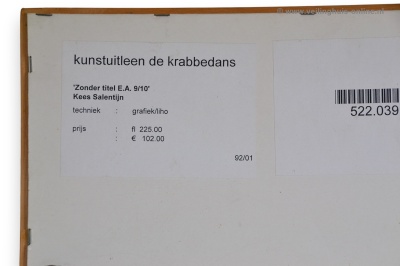 kunstuitleen de krabbedans
'Zonder titel E.A. 9/10'
Kees Salentijn
techniek : grafiek/liho
prijs : fl 225.00
: € 102.00
92/01
522.039